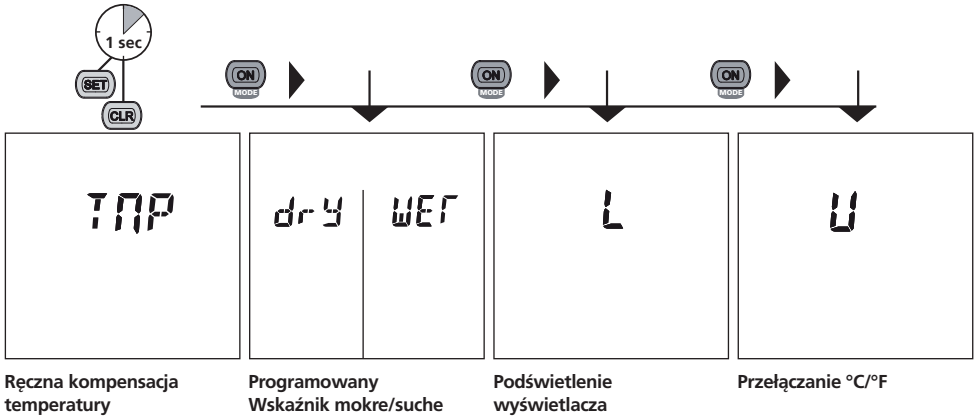 1 sec
SET
CLR
ON
MODE
ON
MODE
ON
MODE
TMP
dry
WET
L
U
Ręczna kompensacja
temperatury
Programowany
Wskaźnik mokre/suche
Podświetlenie
wyświetlacza
Przełączanie °C/°F